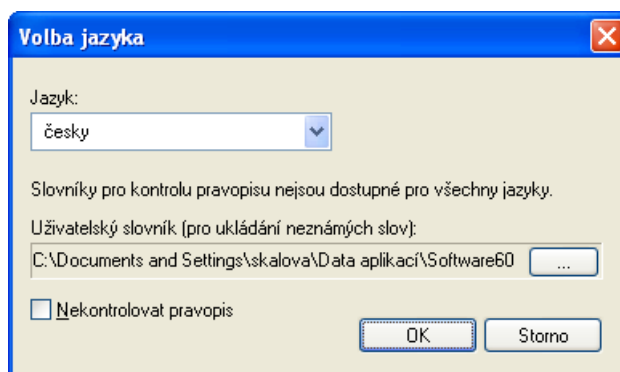 Volba jazyka
Jazyk:
česky
Slovníky pro kontrolu pravopisu nejsou dostupné pro všechny jazyky.
Uživatelský slovník (pro ukládání neznámých slov):
C:\Documents and Settings\skalova\Data aplikací\Software60
...
Nekontrolovat pravopis
OK
Storno